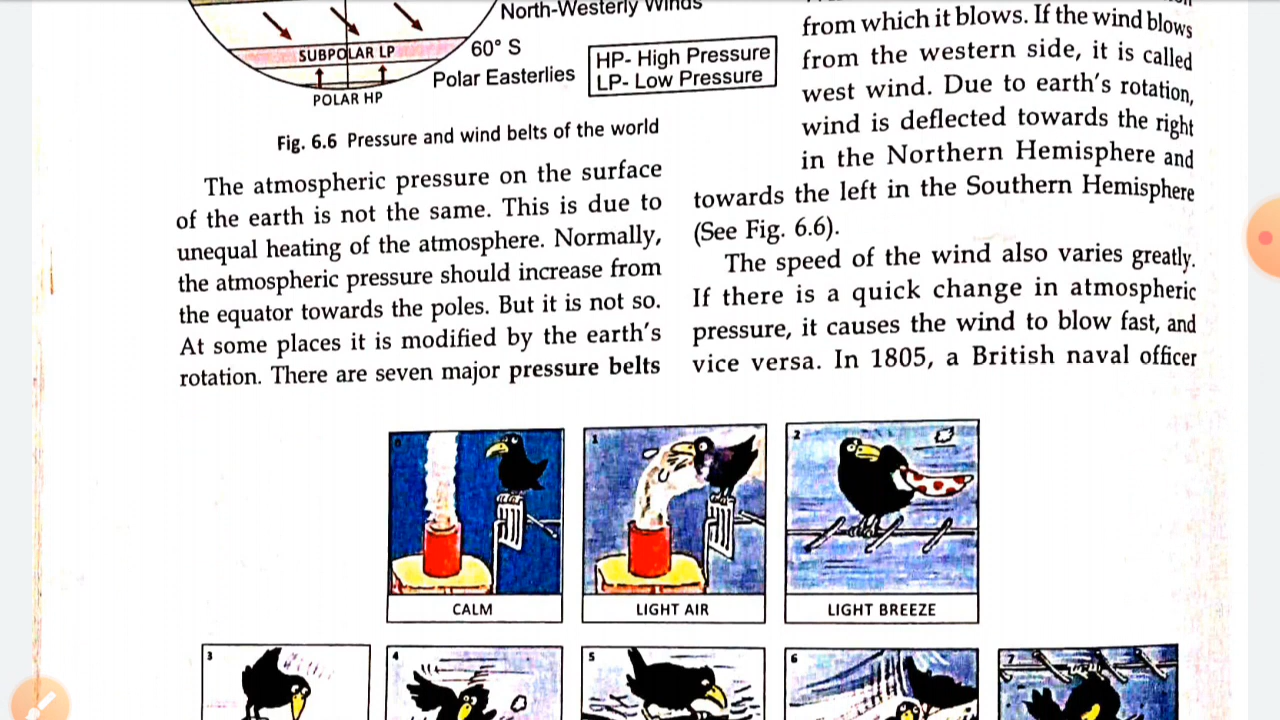 North-Westerly Winds
SUBPOLAR LP
60° S
Polar Easterlies
POLAR HP
HP- High Pressure
LP- Low Pressure
Fig. 6.6 Pressure and wind belts of the world
The atmospheric pressure on the surface
of the earth is not the same. This is due to
unequal heating of the atmosphere. Normally,
the atmospheric pressure should increase from
the equator towards the poles. But it is not so.
At some places it is modified by the earth's
rotation. There are seven major pressure belts
from which it blows. If the wind blows
from the western side, it is called
west wind. Due to earth's rotation,
wind is deflected towards the right
in the Northern Hemisphere and
towards the left in the Southern Hemisphere
(See Fig. 6.6).
The speed of the wind also varies greatly.
If there is a quick change in atmospheric
pressure, it causes the wind to blow fast, and
vice versa. In 1805, a British naval officer
0
CALM
1
LIGHT AIR
2
LIGHT BREEZE
3
4
5
6
7